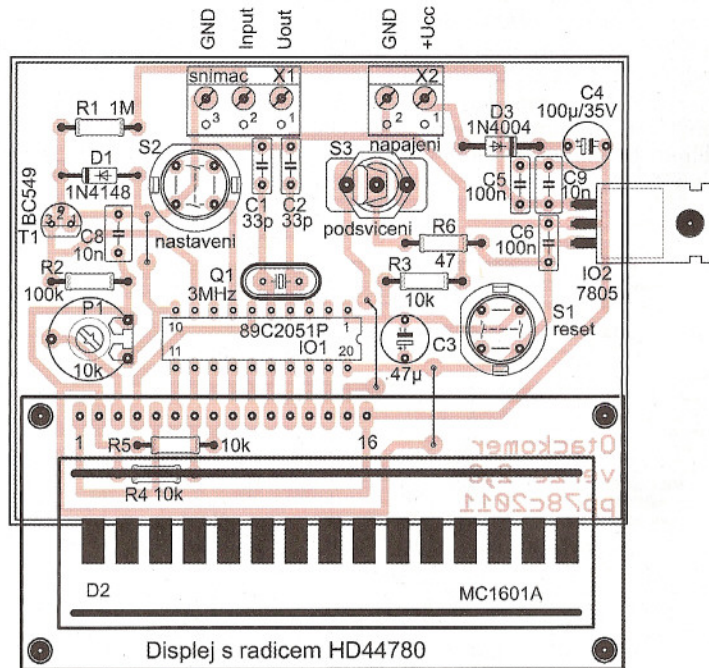 GND Input Uout GND +Ucc
snimac X1 X2
3 2 1 2 1
napajeni
C4
100µ/35V
R1 1M
D3
1N4004
S2
S3
D1
1N4148
BC549
T1
C1
33p
C2
33p
C5
100n
C9
10n
nastaveni
podsviceni
C8
10n
R6
47
C6
100n
R2
100k
Q1
3MHz
R3
10k
IO2
7805
P1
10k
10 89C2051P 1
11 IO1 20
C3
47µ
S1
reset
1 16
R5 10k
R4 10k
Otackomer
verze 2,0
pp78c2011
D2 MC1601A
Displej s radicem HD44780